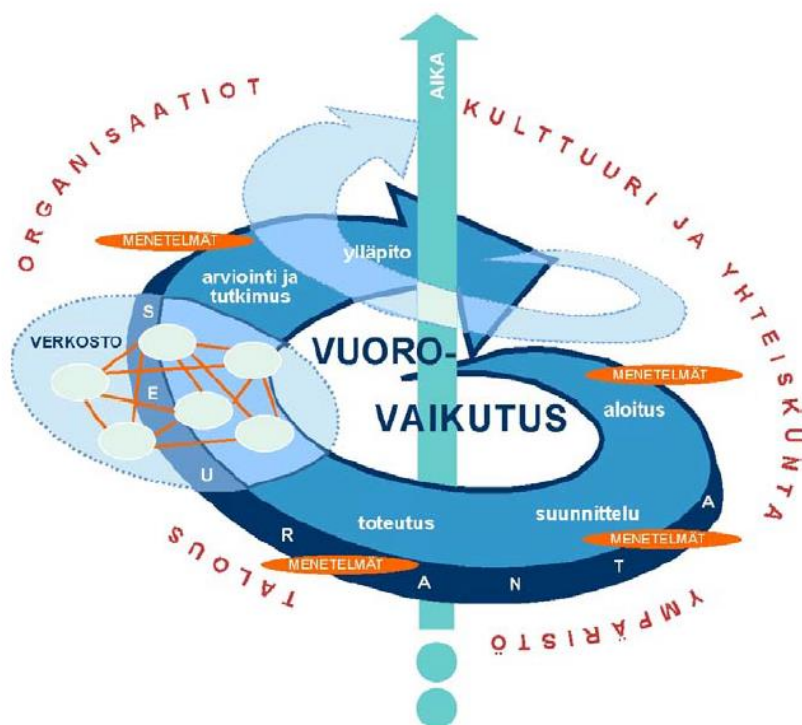 AIKA
ORGANISAATIOT
KULTTUURI JA YHTEISKUNTA
MENETELMÄT
ylläpito
arviointi ja
tutkimus
VERKOSTO
VUORO-
VAIKUTUS
MENETELMÄT
aloitus
suunnittelu
toteutus
MENETELMÄT
MENETELMÄT
SEURANTA
TALOUS
YMPÄRISTÖ